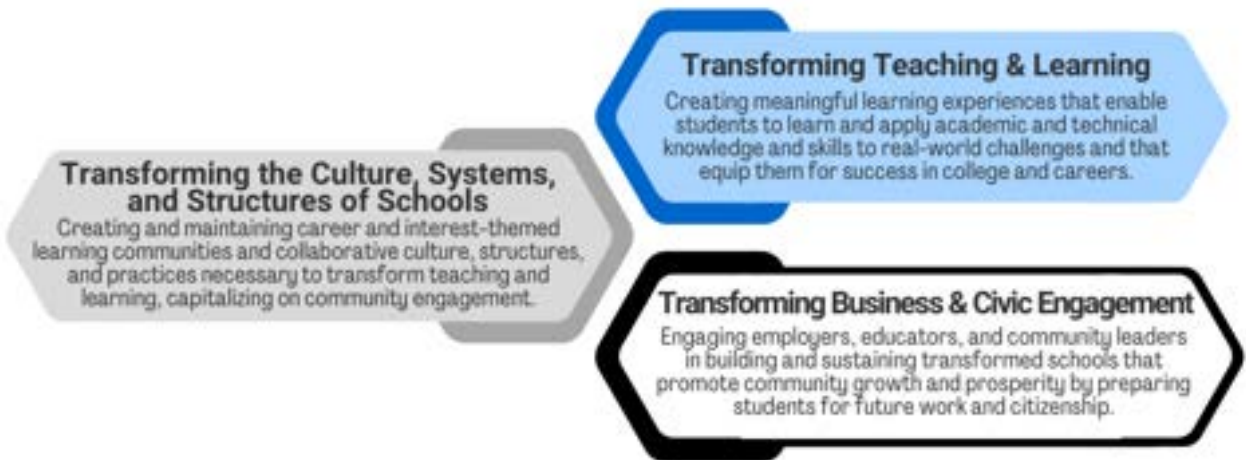 Transforming the Culture, Systems,
and Structures of Schools
Creating and maintaining career and interest-themed
learning communities and collaborative culture, structures,
and practices necessary to transform teaching and
learning, capitalizing on community engagement.
Transforming Teaching & Learning
Creating meaningful learning experiences that enable
students to learn and apply academic and technical
knowledge and skills to real-world challenges and that
equip them for success in college and careers.
Transforming Business & Civic Engagement
Engaging employers, educators, and community leaders
in building and sustaining transformed schools that
promote community growth and prosperity by preparing
students for future work and citizenship.